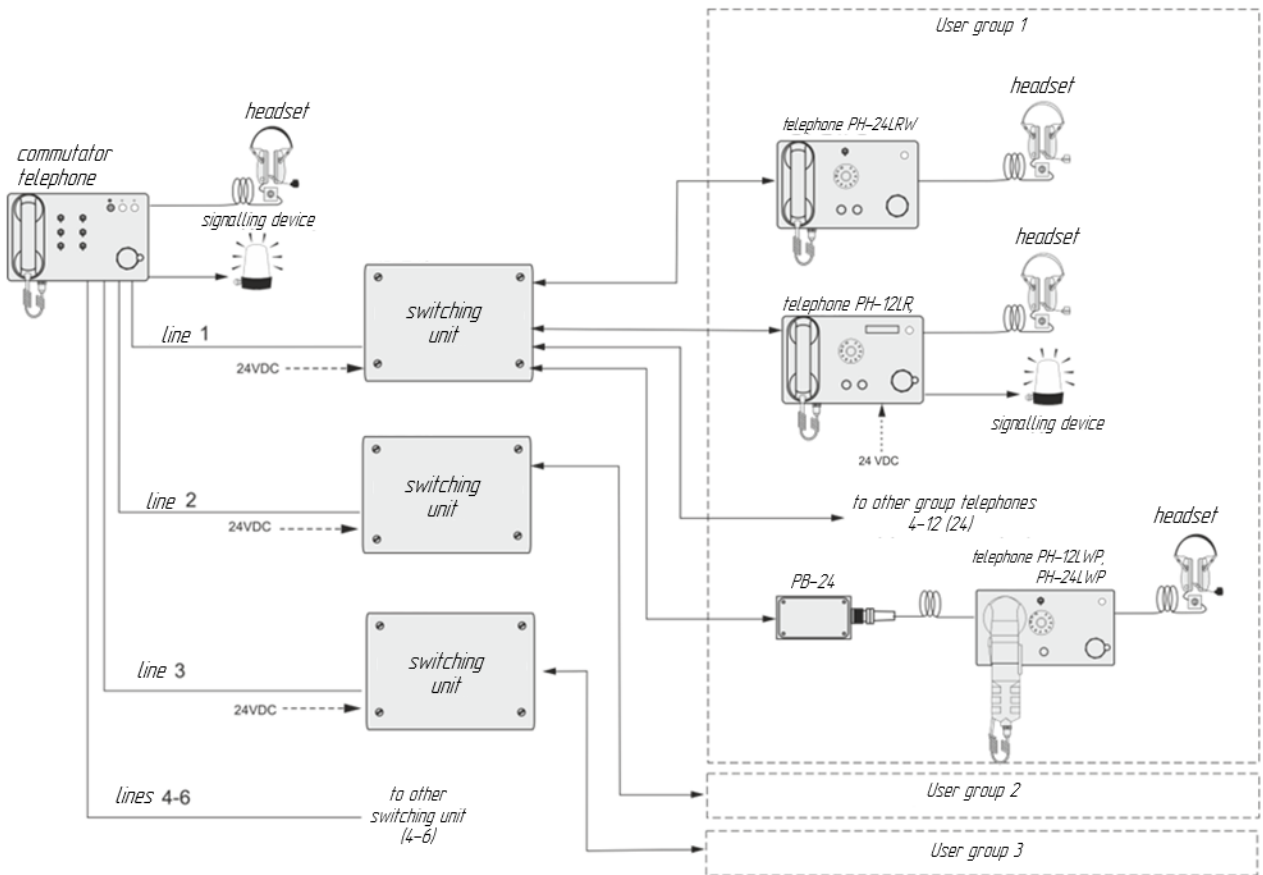 User group 1
headset
telephone PH-24LRW
headset
commutator
telephone
signalling device
headset
telephone PH-12LR,
switching
unit
line 1
24VDC
signalling device
24 VDC
switching
unit
line 2
24VDC
to other group telephones
4-12 (24)
headset
telephone PH-12LWP,
PH-24LWP
PB-24
switching
unit
line 3
24VDC
lines 4-6
to other
switching unit
(4-6)
User group 2
User group 3